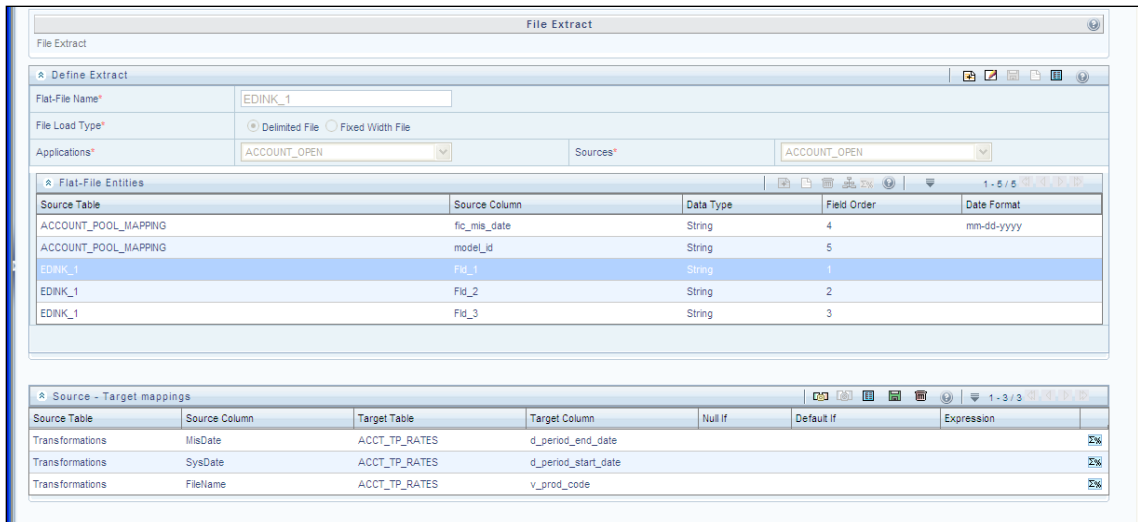 File Extract
File Extract
Define Extract
Flat-File Name* EDINK_1
File Load Type* Delimited File Fixed Width File
Applications* ACCOUNT_OPEN Sources* ACCOUNT_OPEN
Flat-File Entities 1 - 5 / 5
Source Table Source Column Data Type Field Order Date Format
ACCOUNT_POOL_MAPPING fic_mis_date String 4 mm-dd-yyyy
ACCOUNT_POOL_MAPPING model_id String 5
EDINK_1 Fld_1 String 1
EDINK_1 Fld_2 String 2
EDINK_1 Fld_3 String 3
Source - Target mappings 1 - 3 / 3
Source Table Source Column Target Table Target Column Null If Default If Expression
Transformations MisDate ACCT_TP_RATES d_period_end_date Σ%
Transformations SysDate ACCT_TP_RATES d_period_start_date Σ%
Transformations FileName ACCT_TP_RATES v_prod_code Σ%